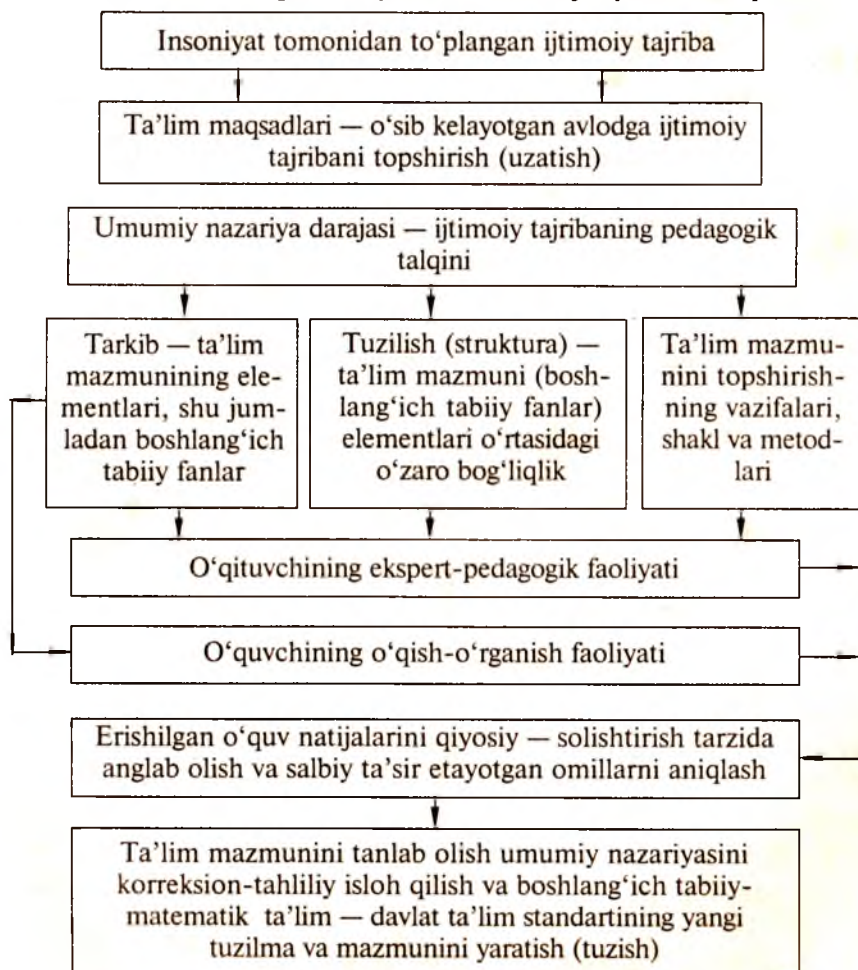 Insoniyat tomonidan to‘plangan ijtimoiy tajriba
Ta’lim maqsadlari — o‘sib kelayotgan avlodga ijtimoiy
tajribani topshirish (uzatish)
Umumiy nazariya darajasi — ijtimoiy tajribaning pedagogik
talqini
Tarkib — ta’lim
mazmunining ele-
mentlari, shu jum-
ladan boshlang‘ich
tabiiy fanlar
Tuzilish (struktura) —
ta’lim mazmuni (bosh-
lang‘ich tabiiy fanlar)
elementlari o‘rtasidagi
o‘zaro bog‘liqlik
Ta’lim mazmu-
nini topshirish-
ning vazifalari,
shakl va metod-
lari
O‘qituvchining ekspert-pedagogik faoliyati
O‘quvchining o‘qish-o‘rganish faoliyati
Erishilgan o‘quv natijalarini qiyosiy — solishtirish tarzida
anglab olish va salbiy ta’sir etayotgan omillarni aniqlash
Ta’lim mazmunini tanlab olish umumiy nazariyasini
korreksion-tahliliy isloh qilish va boshlang‘ich tabiiy-
matematik ta’lim — davlat ta’lim standartining yangi
tuzilma va mazmunini yaratish (tuzish)